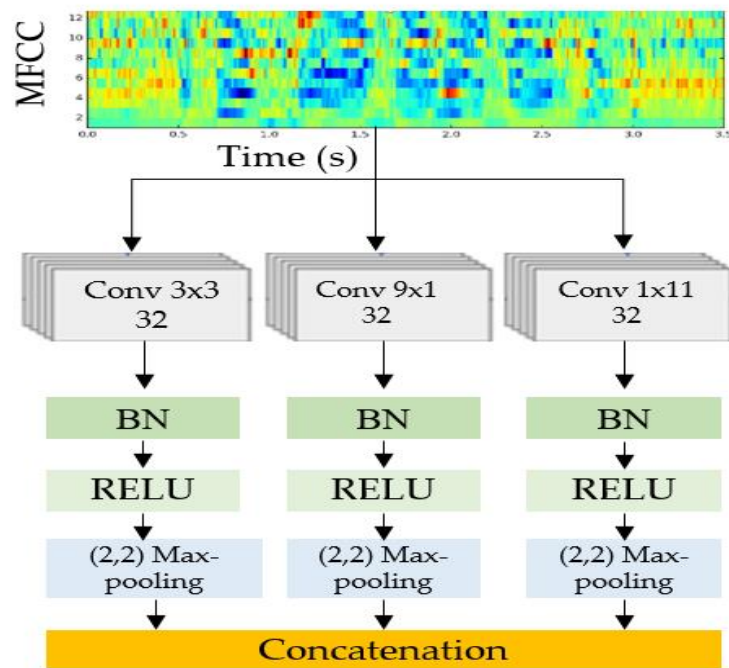 MFCC
12
10
8
6
4
2
0.0 0.5 1.0 1.5 2.0 2.5 3.0 3.5
Time (s)
Conv 3x3 Conv 9x1 Conv 1x11
32 32 32
BN BN BN
RELU RELU RELU
(2,2) Max- (2,2) Max- (2,2) Max-
pooling pooling pooling
Concatenation